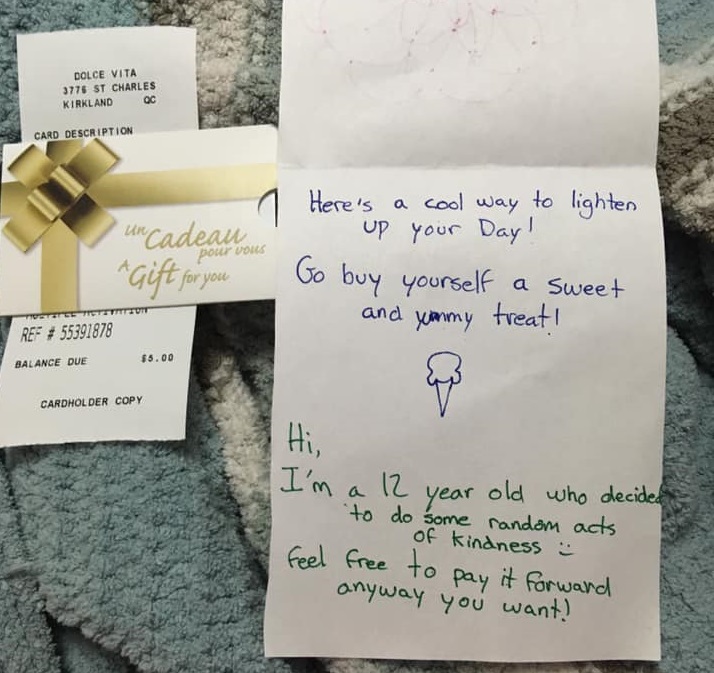 DOLCE VITA
3776 ST CHARLES
KIRKLAND QC
CARD DESCRIPTION
un Cadeau
pour vous
A Gift for you
REF # 55391878
BALANCE DUE $5.00
CARDHOLDER COPY
Here's a cool way to lighten
up your Day!
Go buy yourself a sweet
and yummy treat!
Hi,
I'm a 12 year old who decided
to do some random acts
of kindness :)
Feel free to pay it forward
anyway you want!